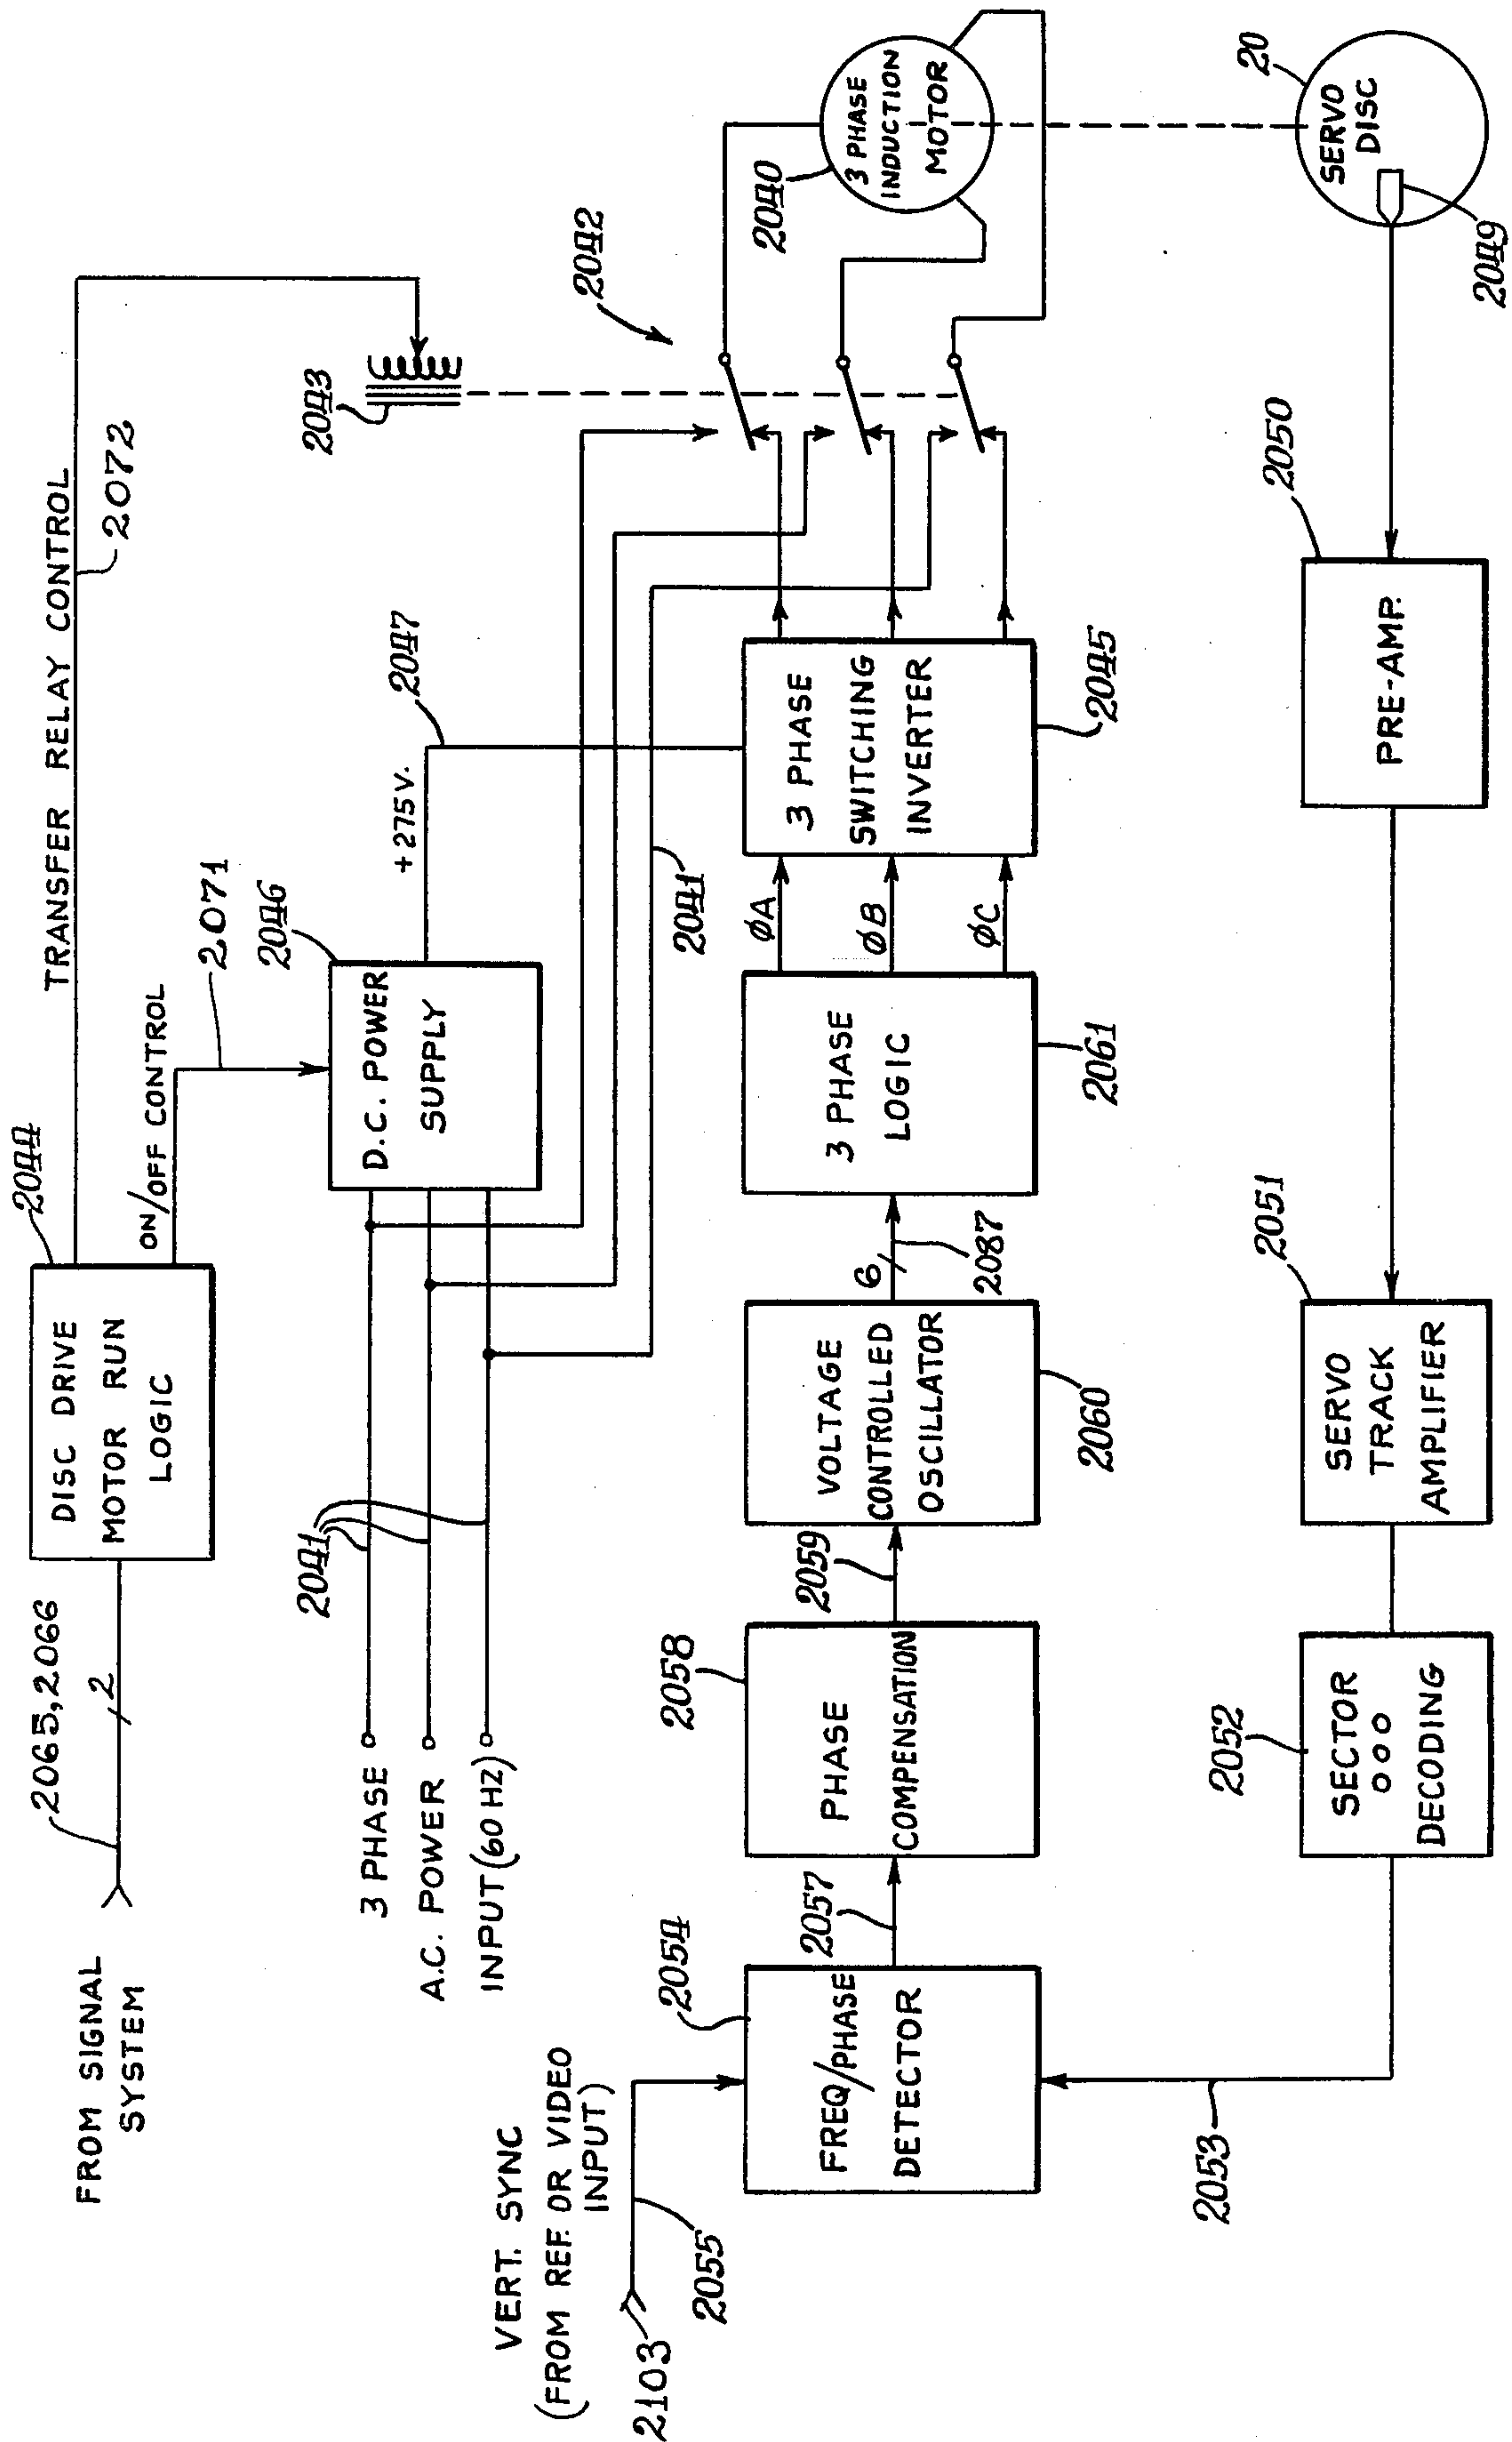 FROM SIGNAL
SYSTEM
2065,2066
2
DISC DRIVE
MOTOR RUN
LOGIC
2044
TRANSFER RELAY CONTROL
2072
ON/OFF CONTROL
2071
2046
D.C. POWER
SUPPLY
+275V.
2047
2043
2042
3 PHASE
A.C. POWER
INPUT (60 HZ)
2041
2041
VERT. SYNC
(FROM REF. OR VIDEO
INPUT)
2103
2055
2054
FREQ/PHASE
DETECTOR
2057
2058
PHASE
COMPENSATION
2059
VOLTAGE
CONTROLLED
OSCILLATOR
2060
6
2087
3 PHASE
LOGIC
2061
ØA
ØB
ØC
3 PHASE
SWITCHING
INVERTER
2045
2040
3 PHASE
INDUCTION
MOTOR
2053
2052
SECTOR
DECODING
2051
SERVO
TRACK
AMPLIFIER
2050
PRE-AMP.
20
SERVO
DISC
2049